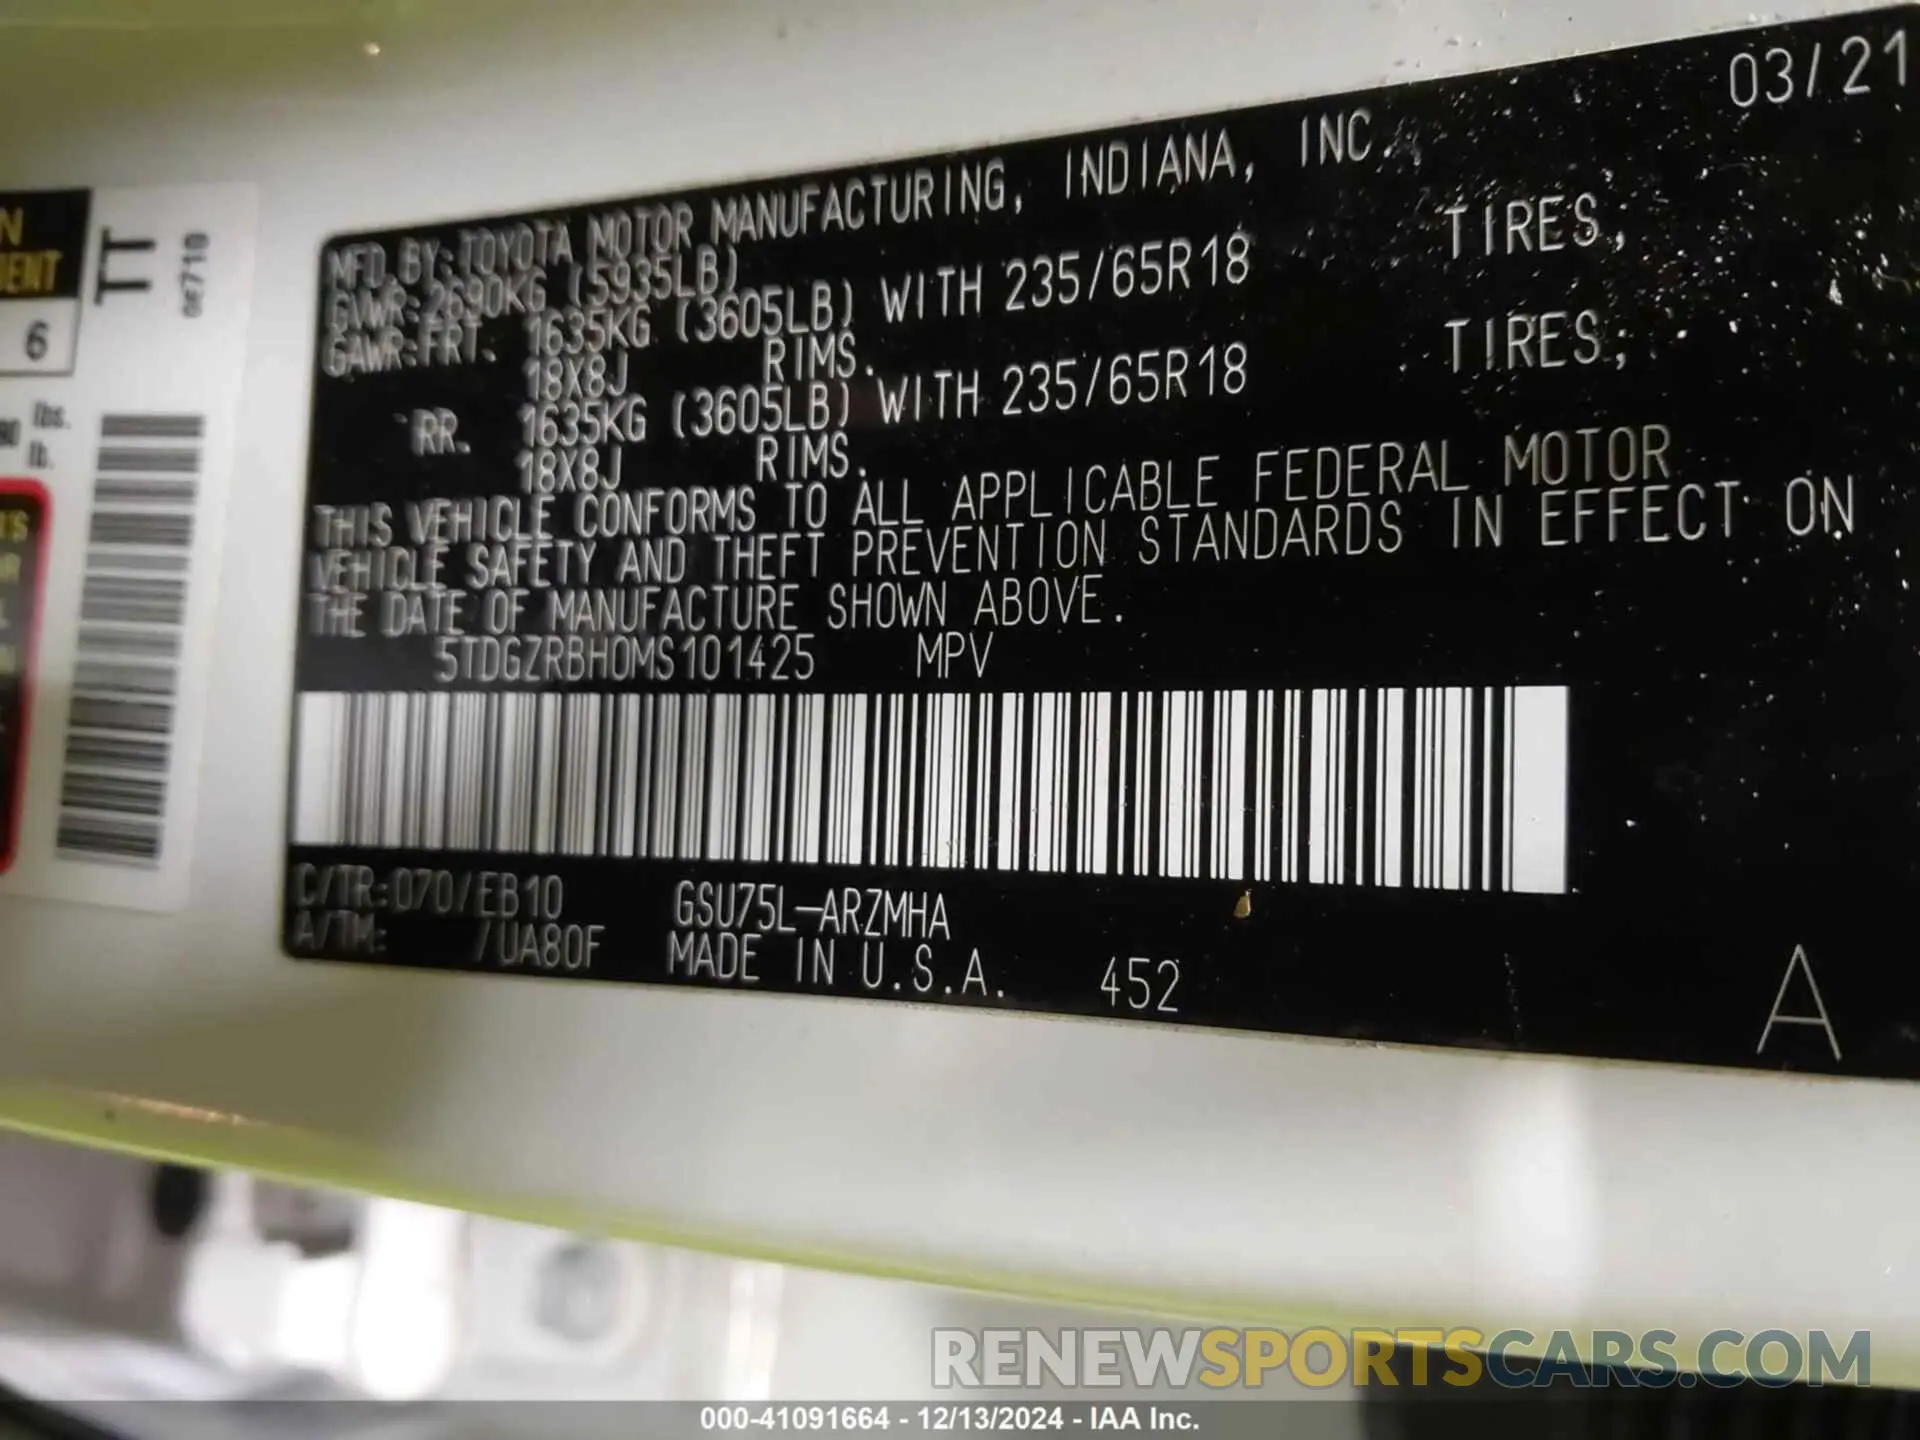 03/21
MFD. BY: TOYOTA MOTOR MANUFACTURING, INDIANA, INC.
GVWR: 2690KG (5935LB)
GAWR: FRT. 1635KG (3605LB) WITH 235/65R18 TIRES,
18X8J RIMS.
RR. 1635KG (3605LB) WITH 235/65R18 TIRES,
18X8J RIMS.
THIS VEHICLE CONFORMS TO ALL APPLICABLE FEDERAL MOTOR
VEHICLE SAFETY AND THEFT PREVENTION STANDARDS IN EFFECT ON
THE DATE OF MANUFACTURE SHOWN ABOVE.
5TDGZRBH0MS101425 MPV
C/TR: 070/EB10 GSU75L-ARZMHA
A/TM: /UA80F MADE IN U.S.A. 452
A
TT
6
lbs.
lb.
RENEWSPORTSCARS.COM
000-41091664 - 12/13/2024 - IAA Inc.